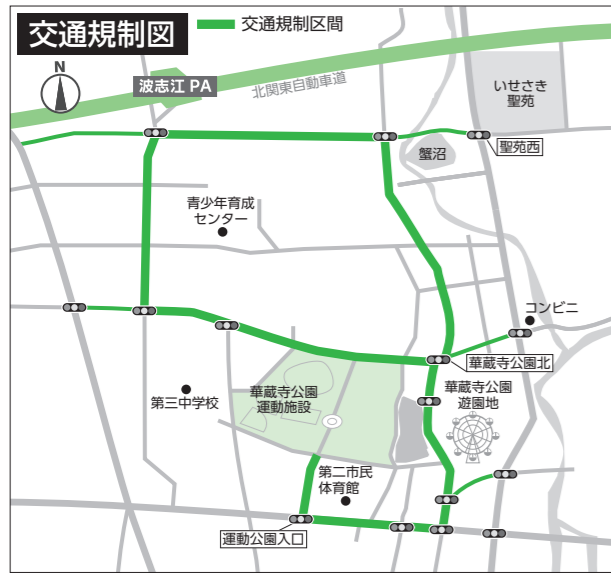 交通規制図
交通規制区間
N
波志江 PA
北関東自動車道
いせさき
聖苑
蟹沼
聖苑西
青少年育成
センター
コンビニ
華蔵寺公園北
第三中学校
華蔵寺公園
運動施設
華蔵寺公園
遊園地
第二市民
体育館
運動公園入口